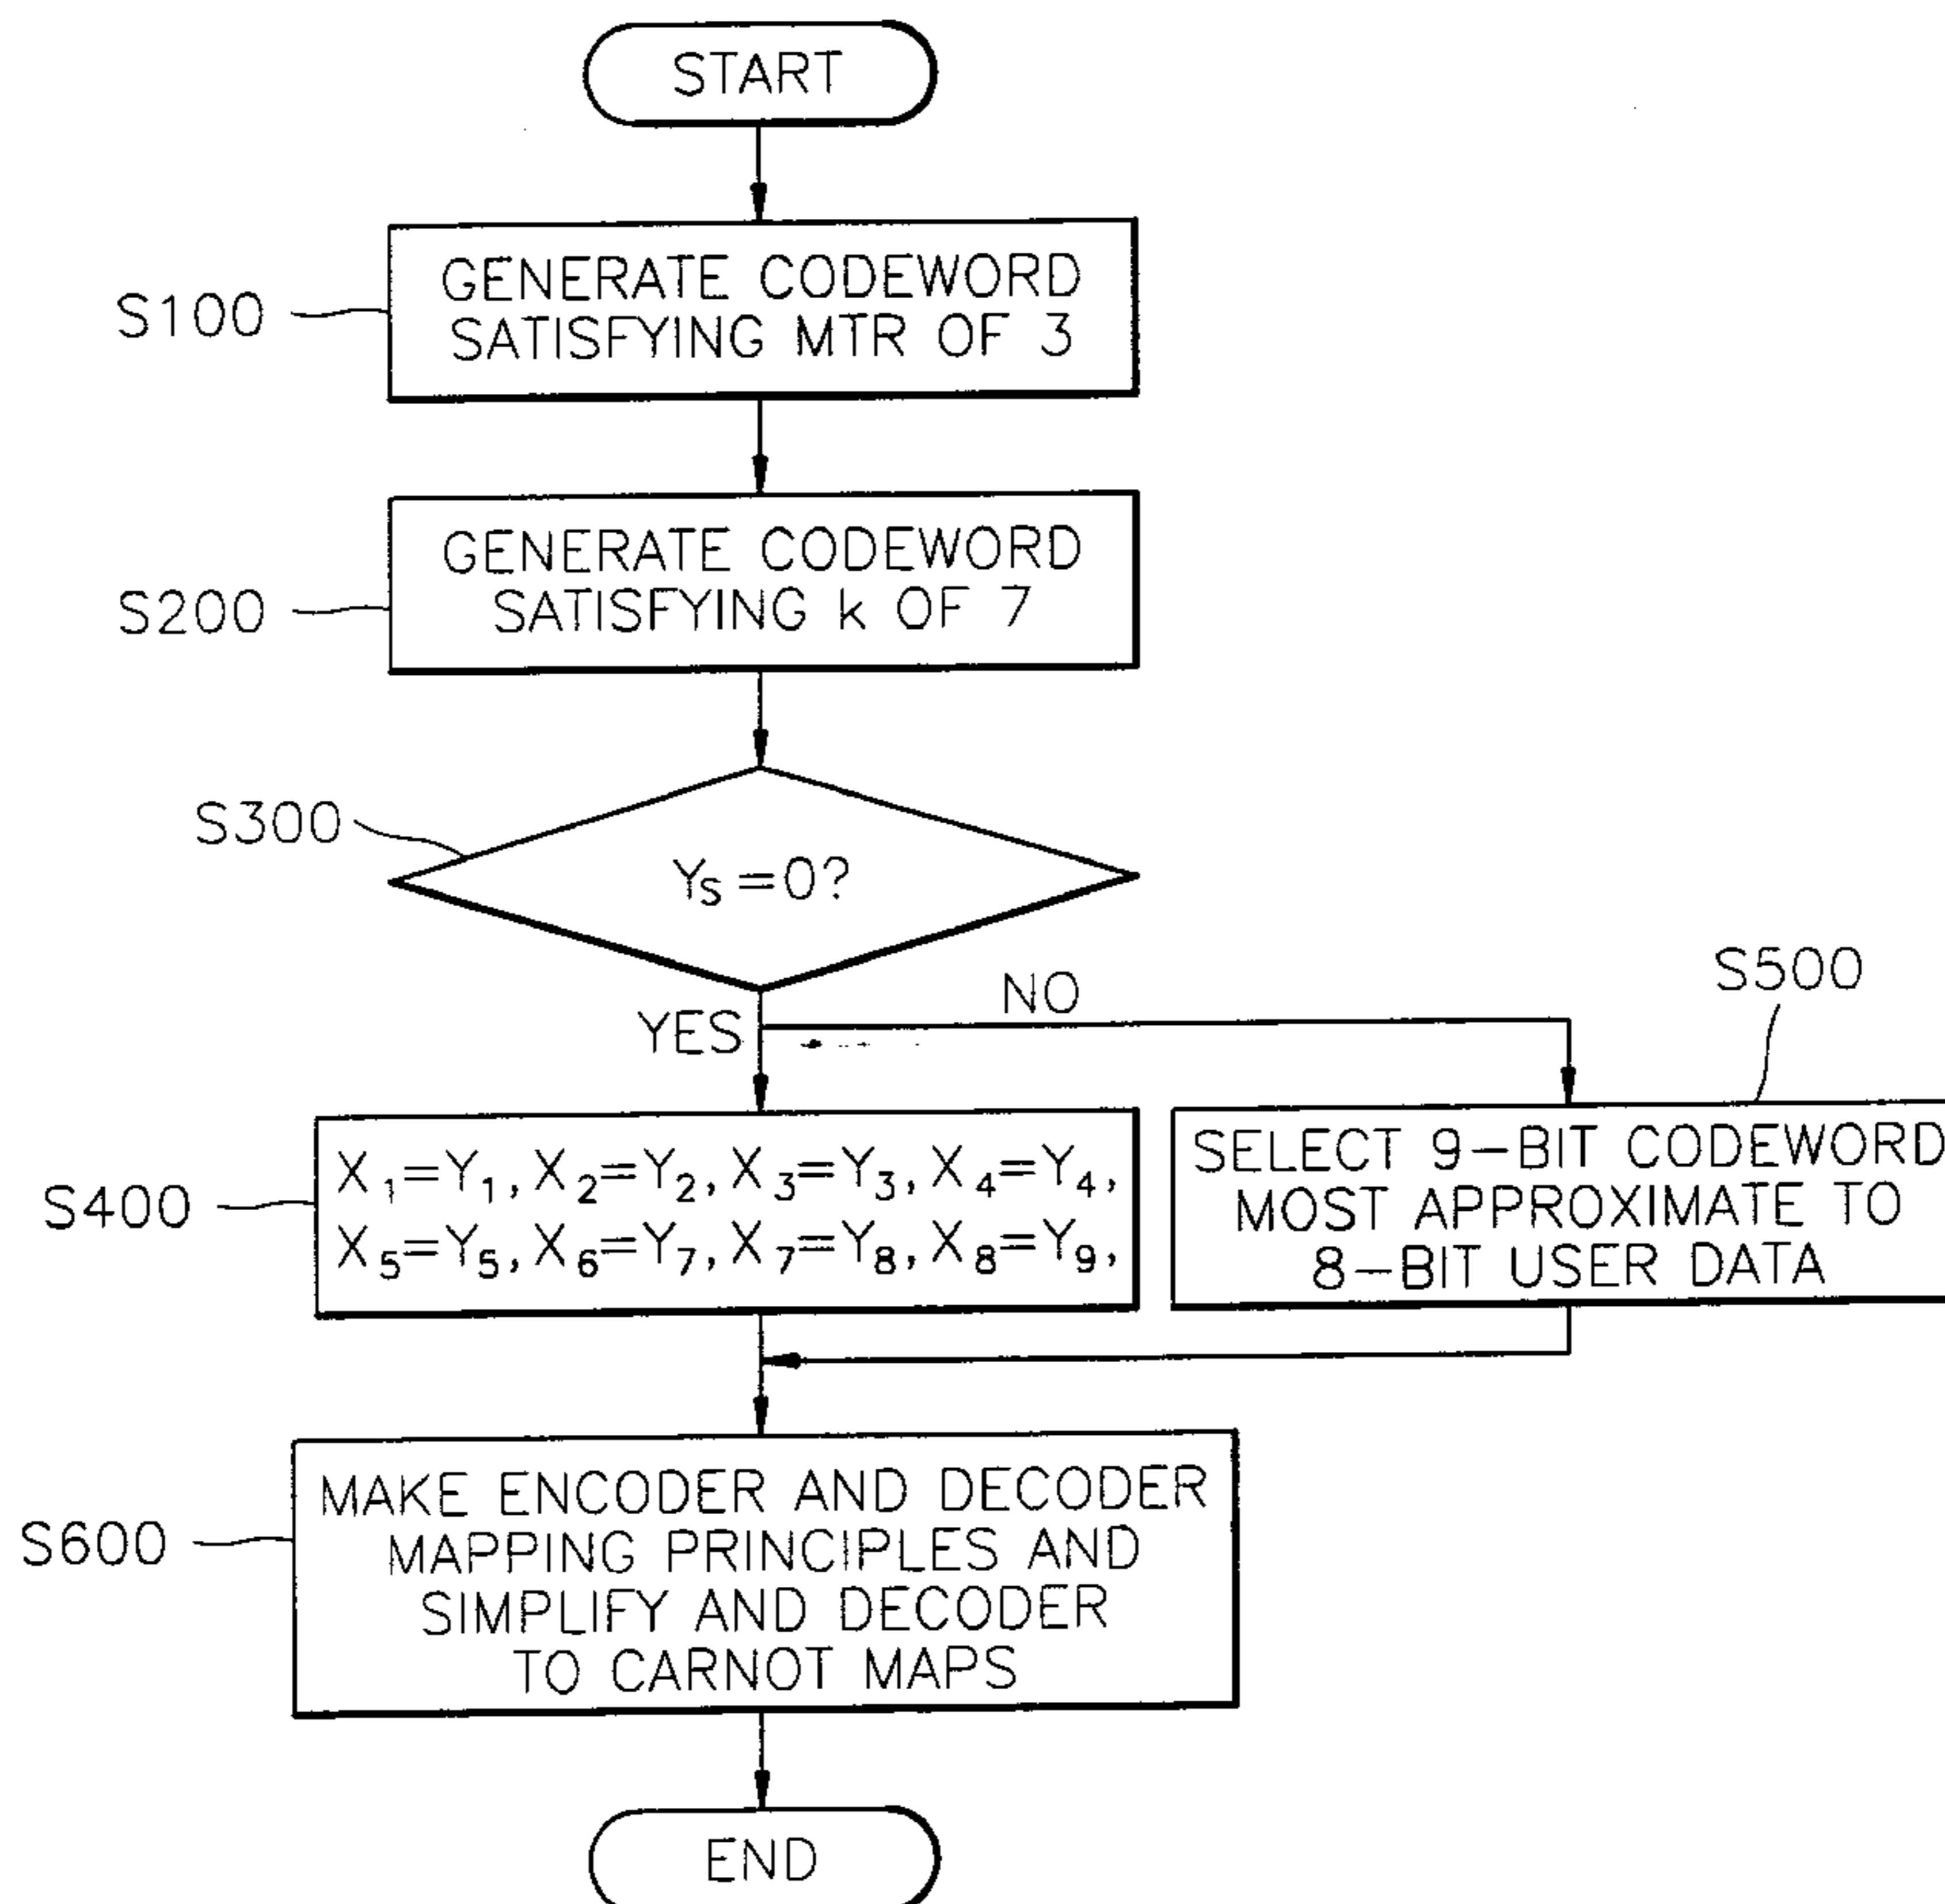 START
S100
GENERATE CODEWORD
SATISFYING MTR OF 3
S200
GENERATE CODEWORD
SATISFYING k OF 7
S300
Y_S=0?
YES
NO
S500
S400
X₁=Y₁, X₂=Y₂, X₃=Y₃, X₄=Y₄,
X₅=Y₅, X₆=Y₇, X₇=Y₈, X₈=Y₉,
SELECT 9-BIT CODEWORD
MOST APPROXIMATE TO
8-BIT USER DATA
S600
MAKE ENCODER AND DECODER
MAPPING PRINCIPLES AND
SIMPLIFY AND DECODER
TO CARNOT MAPS
END